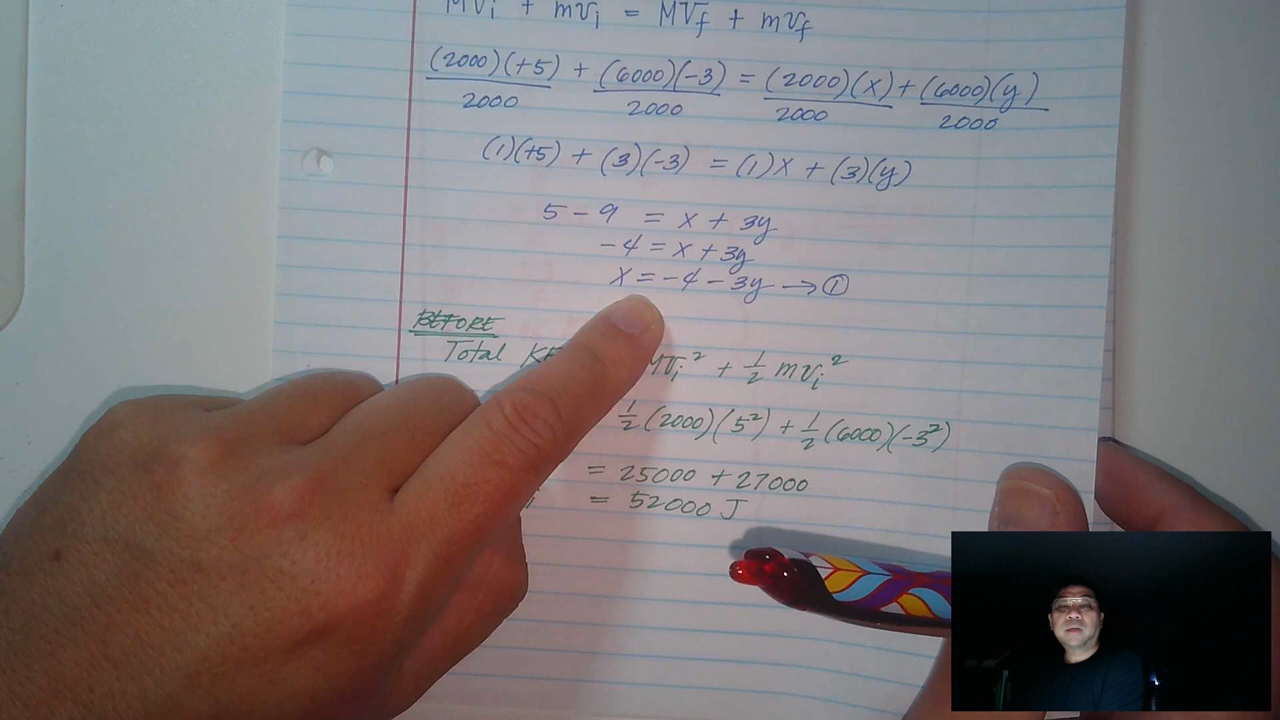 MVi + mvi = MVf + mvf
(2000)(+5)/2000 + (6000)(-3)/2000 = (2000)(x)/2000 + (6000)(y)/2000
(1)(+5) + (3)(-3) = (1)x + (3)(y)
5 - 9 = x + 3y
-4 = x + 3y
x = -4 - 3y → ①
BEFORE
Total KE MVi² + 1/2 mvi²
1/2 (2000)(5²) + 1/2 (6000)(-3²)
= 25000 + 27000
i = 52000 J